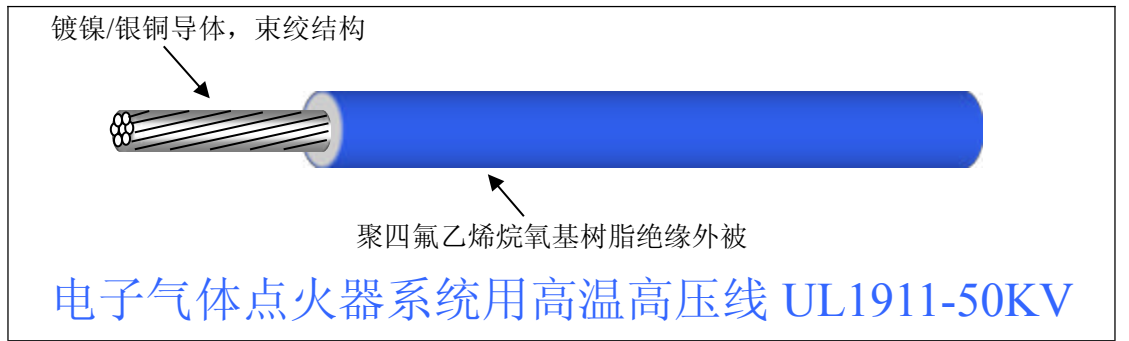 镀镍/银铜导体，束绞结构
聚四氟乙烯烷氧基树脂绝缘外被
电子气体点火器系统用高温高压线 UL1911-50KV